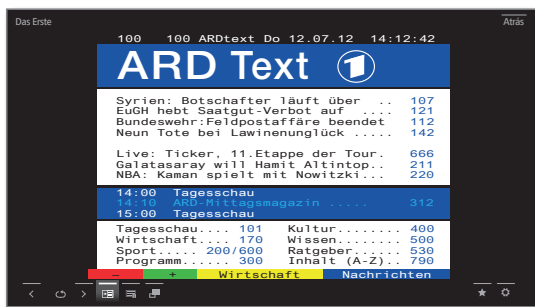 Das Erste
Atrás
100 100 ARDtext Do 12.07.12 14:12:42
ARD Text 1
Syrien: Botschafter läuft über .. 107
EuGH hebt Saatgut-Verbot auf .... 121
Bundeswehr:Feldpostaffäre beendet 112
Neun Tote bei Lawinenunglück ..... 142
Live: Ticker, 11.Etappe der Tour. 666
Galatasaray will Hamit Altintop.. 211
NBA: Kaman spielt mit Nowitzki... 220
14:00 Tagesschau
14:10 ARD-Mittagsmagazin ..... 312
15:00 Tagesschau
Tagesschau.... 101 Kultur........ 400
Wirtschaft.... 170 Wissen........ 500
Sport..... 200/600 Ratgeber...... 530
Programm...... 300 Inhalt (A-Z).. 790
- + Wirtschaft Nachrichten